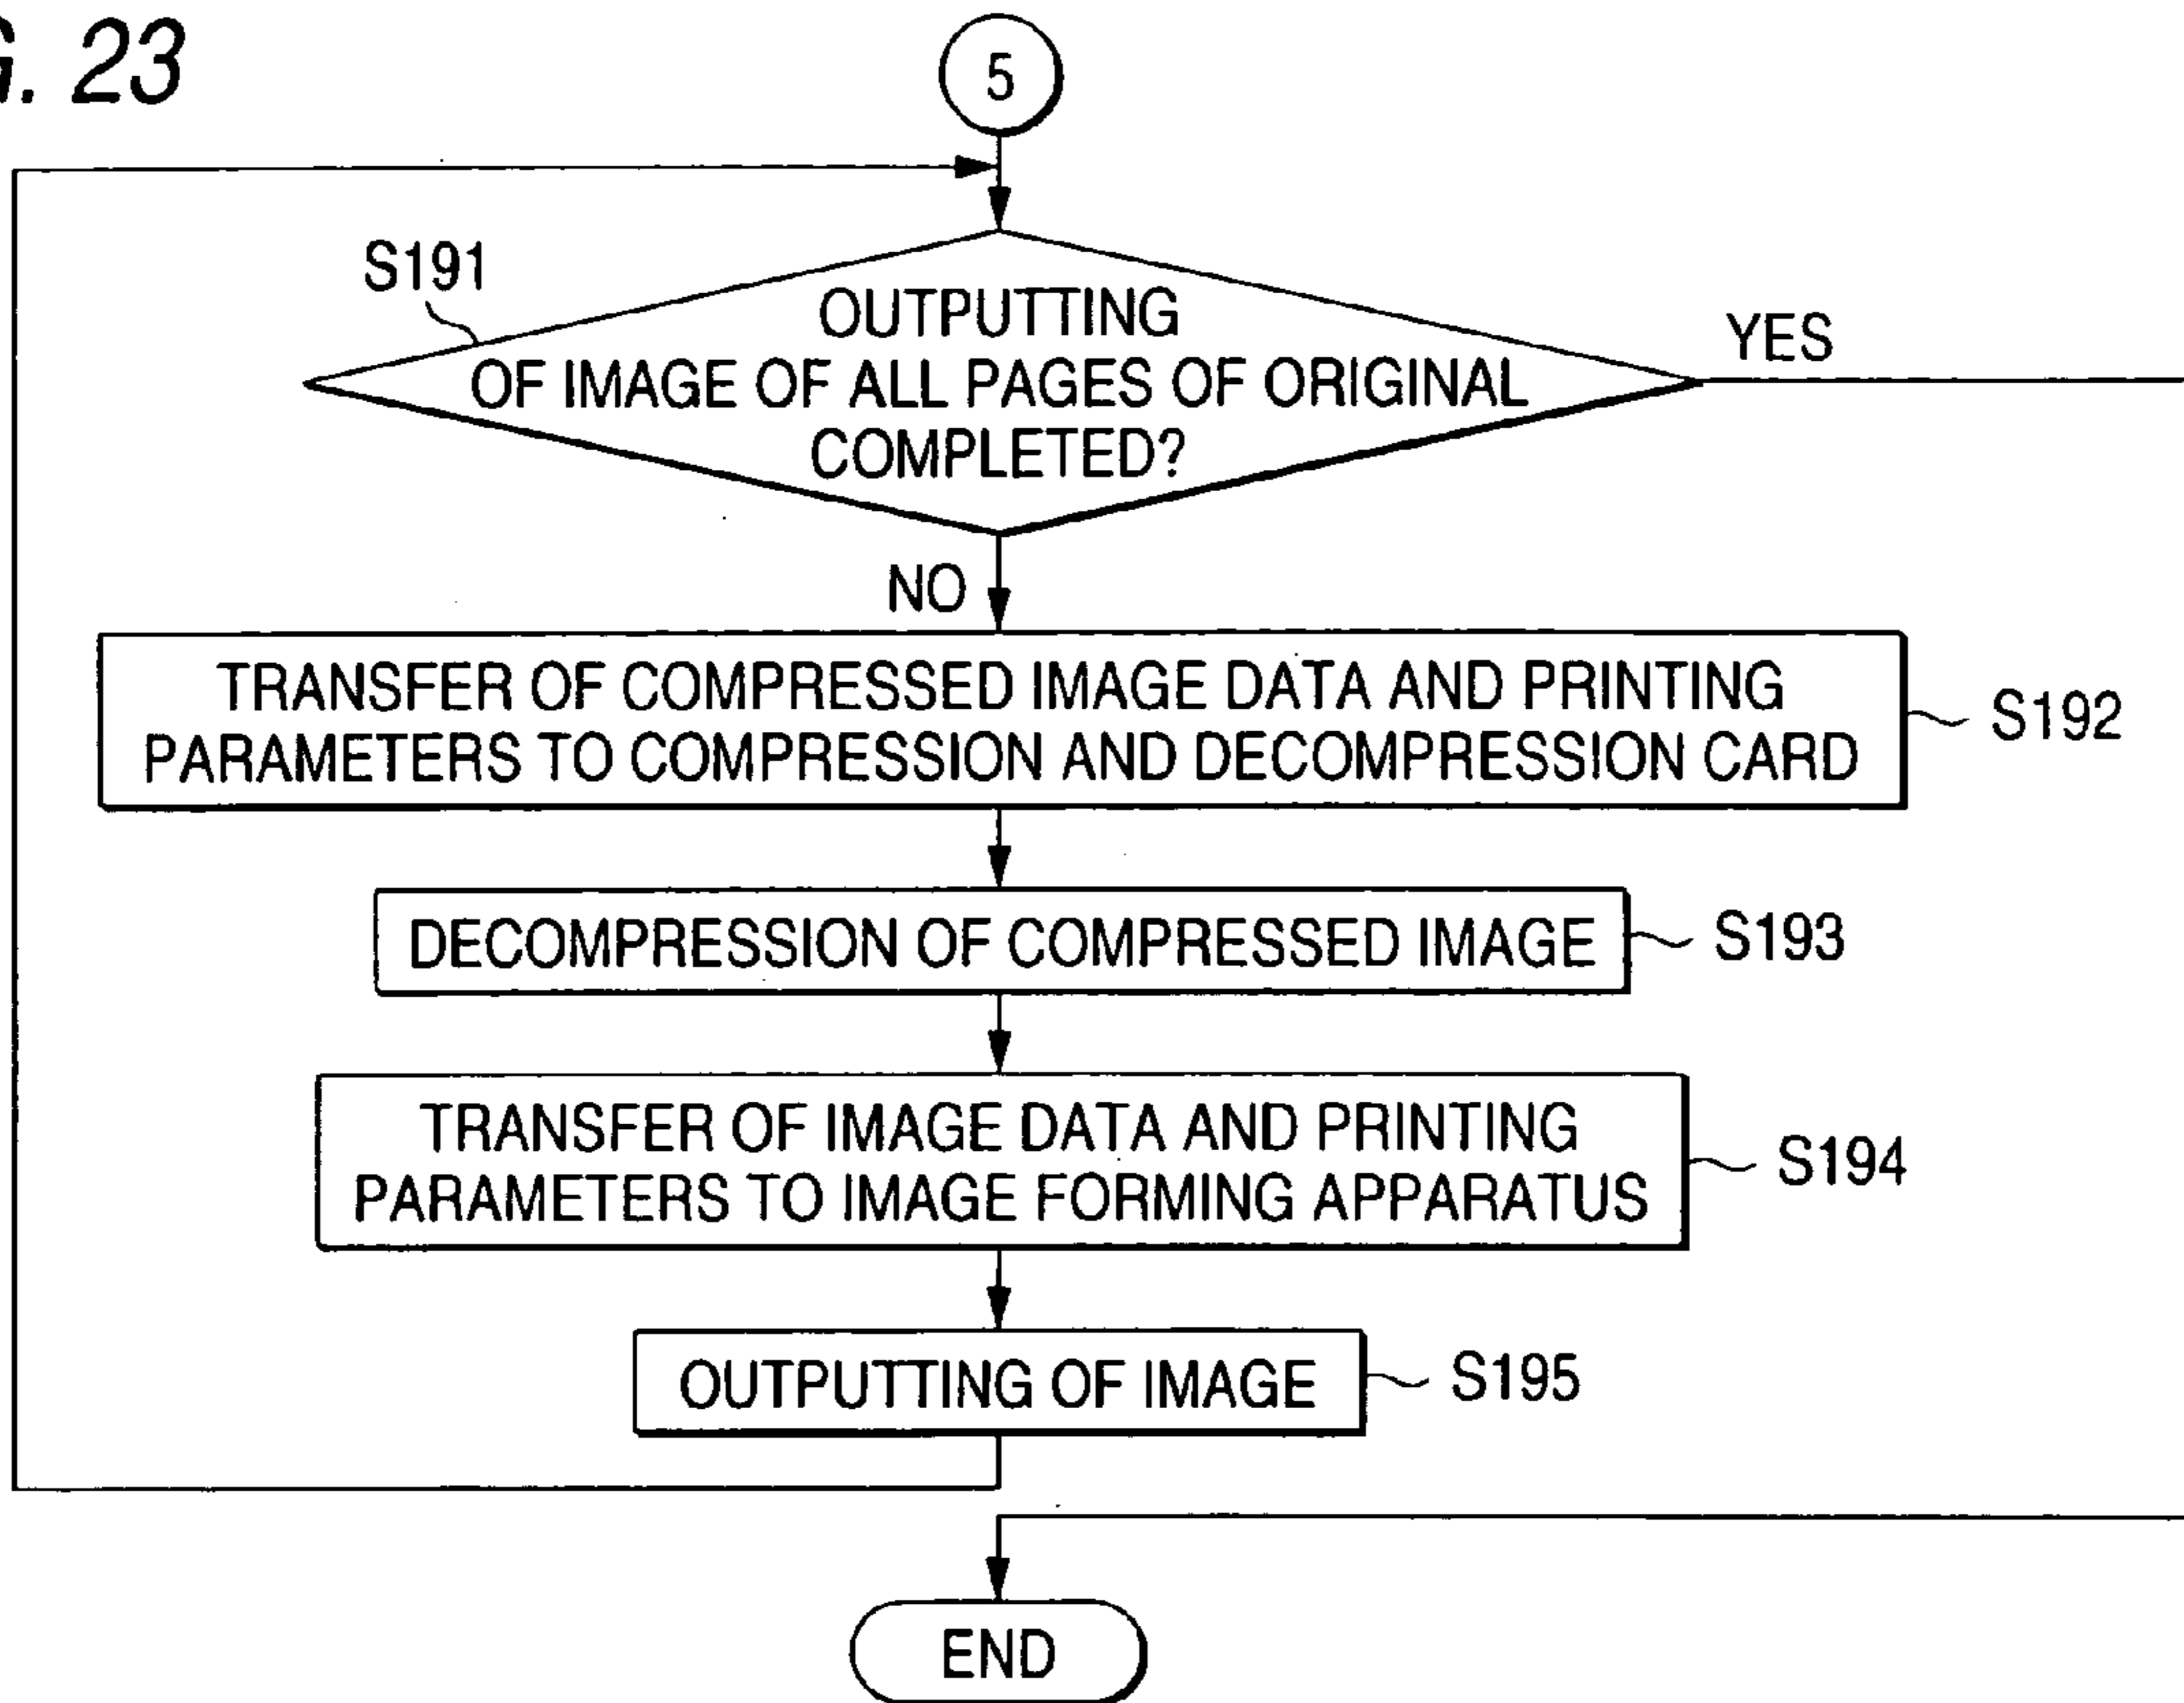 G. 23
5
S191
OUTPUTTING
OF IMAGE OF ALL PAGES OF ORIGINAL
COMPLETED?
YES
NO
TRANSFER OF COMPRESSED IMAGE DATA AND PRINTING
PARAMETERS TO COMPRESSION AND DECOMPRESSION CARD
S192
DECOMPRESSION OF COMPRESSED IMAGE
S193
TRANSFER OF IMAGE DATA AND PRINTING
PARAMETERS TO IMAGE FORMING APPARATUS
S194
OUTPUTTING OF IMAGE
S195
END